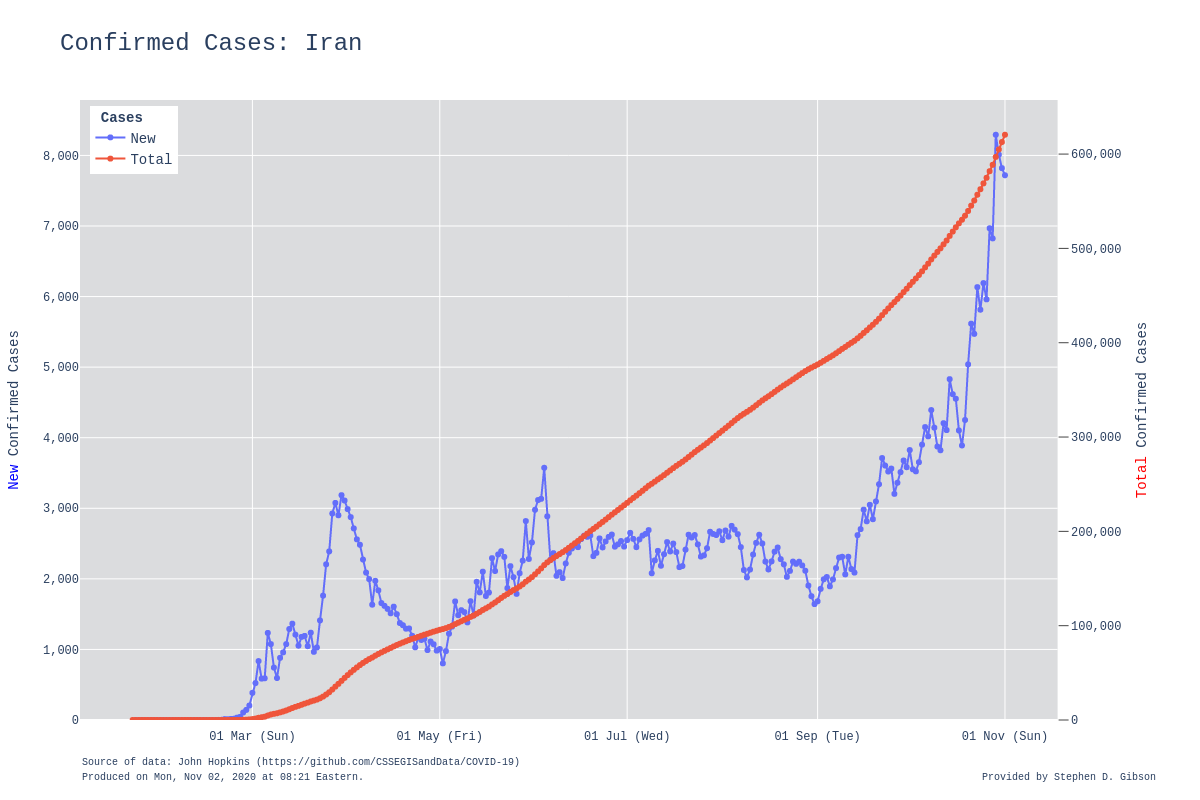 Confirmed Cases: Iran
Cases
New
Total
8,000
7,000
6,000
5,000
4,000
3,000
2,000
1,000
0
New Confirmed Cases
600,000
500,000
400,000
300,000
200,000
100,000
0
Total Confirmed Cases
01 Mar (Sun)
01 May (Fri)
01 Jul (Wed)
01 Sep (Tue)
01 Nov (Sun)
Source of data: John Hopkins (https://github.com/CSSEGISandData/COVID-19)
Produced on Mon, Nov 02, 2020 at 08:21 Eastern.
Provided by Stephen D. Gibson